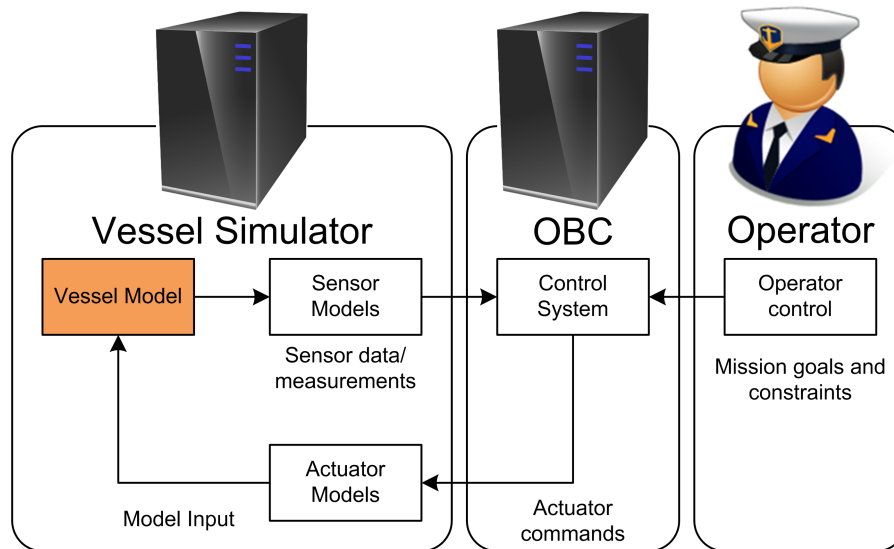 Vessel Simulator
OBC
Operator
Vessel Model
Sensor
Models
Control
System
Operator
control
Sensor data/
measurements
Mission goals and
constraints
Actuator
Models
Model Input
Actuator
commands